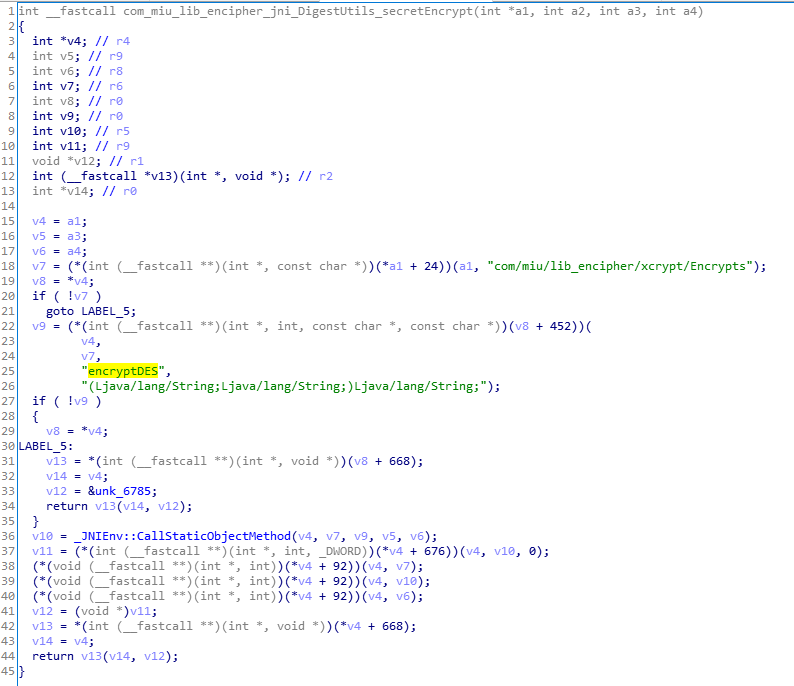 1 int __fastcall com_miu_lib_encipher_jni_DigestUtils_secretEncrypt(int *a1, int a2, int a3, int a4)
2 {
3   int *v4; // r4
4   int v5; // r9
5   int v6; // r8
6   int v7; // r6
7   int v8; // r0
8   int v9; // r0
9   int v10; // r5
10   int v11; // r9
11   void *v12; // r1
12   int (__fastcall *v13)(int *, void *); // r2
13   int *v14; // r0
14
15   v4 = a1;
16   v5 = a3;
17   v6 = a4;
18   v7 = (*(int (__fastcall **)(int *, const char *))(*a1 + 24))(a1, "com/miu/lib_encipher/xcrypt/Encrypts");
19   v8 = *v4;
20   if ( !v7 )
21     goto LABEL_5;
22   v9 = (*(int (__fastcall **)(int *, int, const char *, const char *))(v8 + 452))(
23          v4,
24          v7,
25          "encryptDES",
26          "(Ljava/lang/String;Ljava/lang/String;)Ljava/lang/String;");
27   if ( !v9 )
28   {
29     v8 = *v4;
30 LABEL_5:
31     v13 = *(int (__fastcall **)(int *, void *))(v8 + 668);
32     v14 = v4;
33     v12 = &unk_6785;
34     return v13(v14, v12);
35   }
36   v10 = _JNIEnv::CallStaticObjectMethod(v4, v7, v9, v5, v6);
37   v11 = (*(int (__fastcall **)(int *, int, _DWORD))(*v4 + 676))(v4, v10, 0);
38   (*(void (__fastcall **)(int *, int))(*v4 + 92))(v4, v7);
39   (*(void (__fastcall **)(int *, int))(*v4 + 92))(v4, v10);
40   (*(void (__fastcall **)(int *, int))(*v4 + 92))(v4, v6);
41   v12 = (void *)v11;
42   v13 = *(int (__fastcall **)(int *, void *))(*v4 + 668);
43   v14 = v4;
44   return v13(v14, v12);
45 }